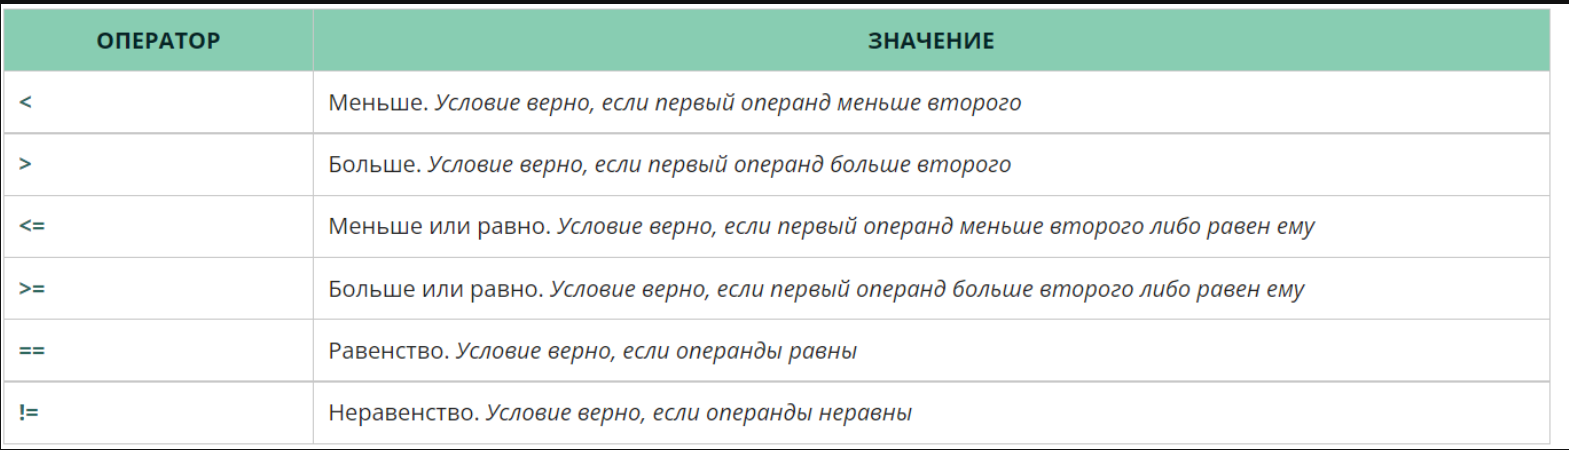 ОПЕРАТОР ЗНАЧЕНИЕ
< Меньше. Условие верно, если первый операнд меньше второго
> Больше. Условие верно, если первый операнд больше второго
<= Меньше или равно. Условие верно, если первый операнд меньше второго либо равен ему
>= Больше или равно. Условие верно, если первый операнд больше второго либо равен ему
== Равенство. Условие верно, если операнды равны
!= Неравенство. Условие верно, если операнды неравны